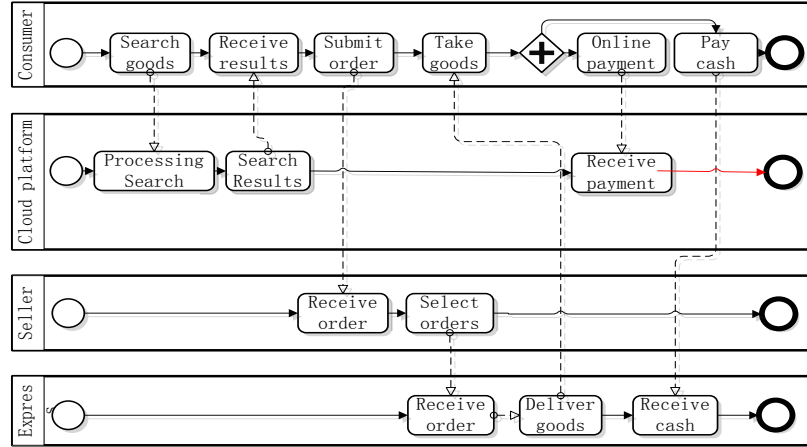 Consumer
Search
goods
Receive
results
Submit
order
Take
goods
Online
payment
Pay
cash
Cloud platform
Processing
Search
Search
Results
Receive
payment
Seller
Receive
order
Select
orders
Expres
s
Receive
order
Deliver
goods
Receive
cash